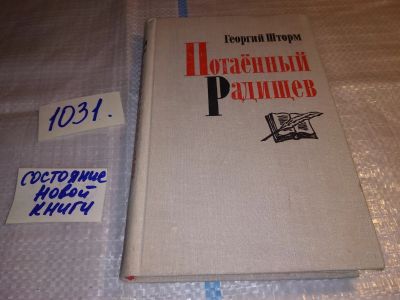 Георгий Шторм
Потаённый
Радищев
1031.
СОСТОЯНИЕ
НОВОЙ
КНИГИ